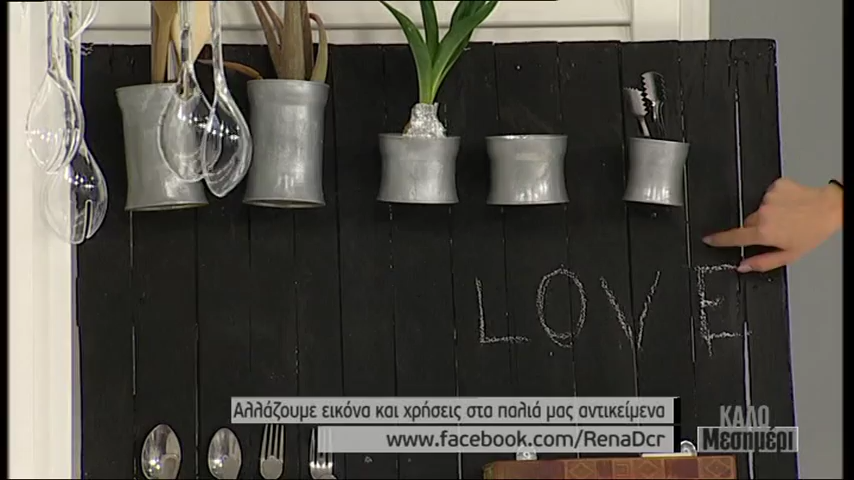 LOVE
Αλλάζουμε εικόνα και χρήσεις στα παλιά μας αντικείμενα
www.facebook.com/RenaDcr
ΚΑΛΟ
Μεσημέρι